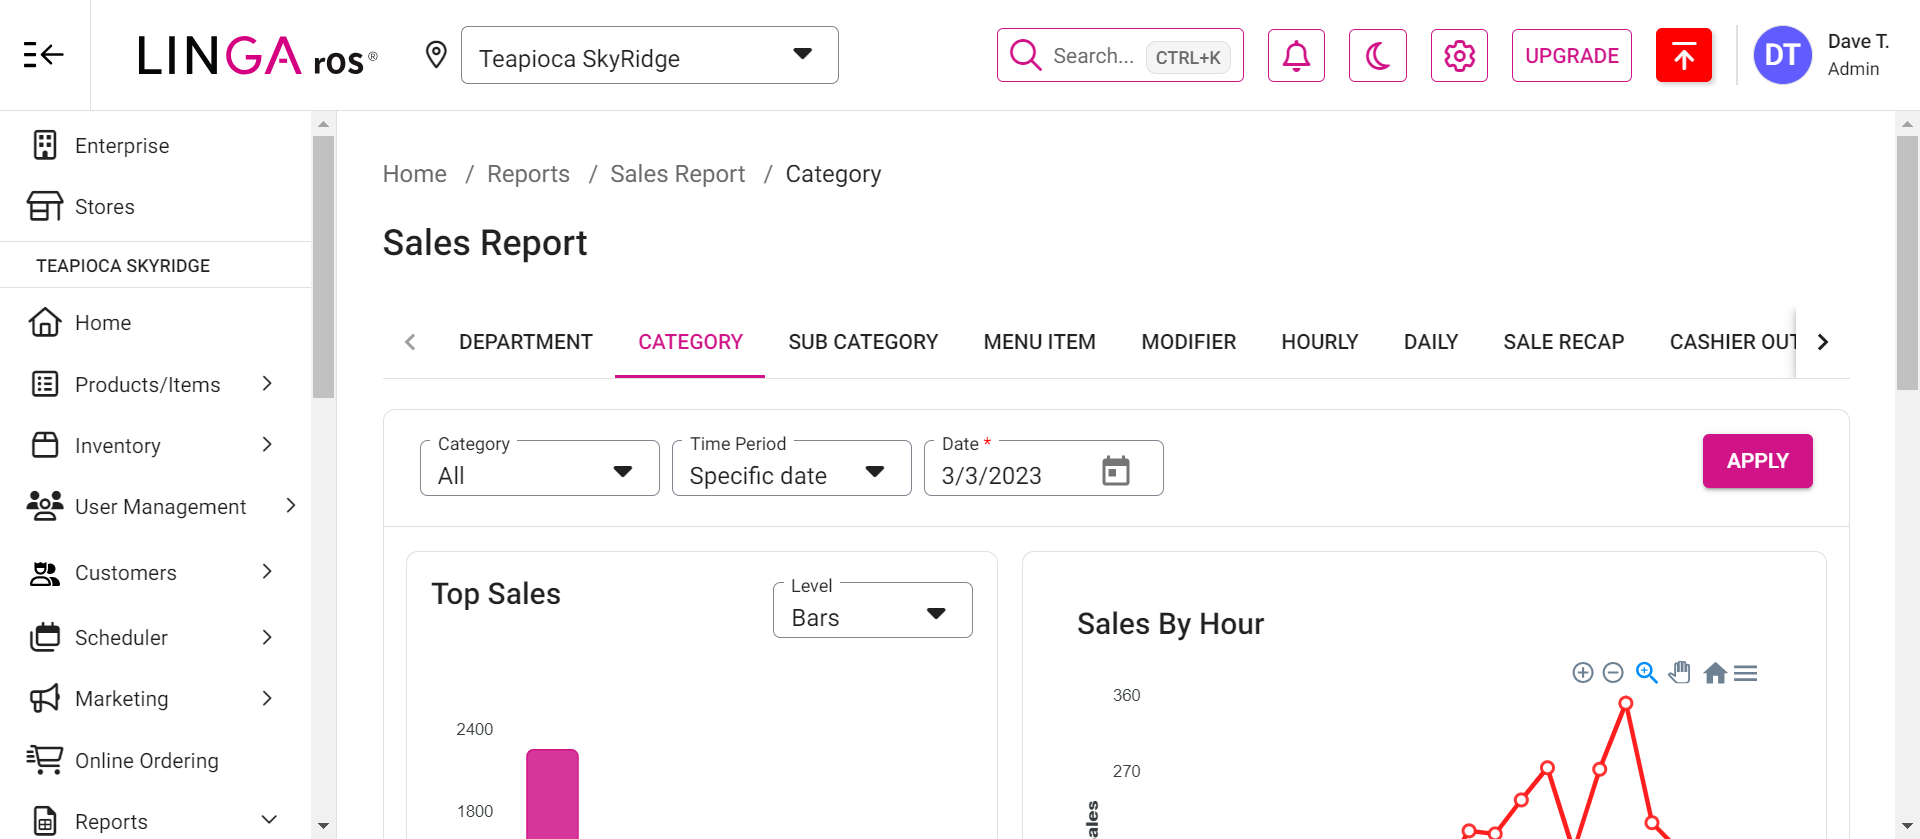 LINGA ros®
Teapioca SkyRidge
Search... CTRL+K
UPGRADE
DT
Dave T.
Admin
Enterprise
Stores
TEAPIOCA SKYRIDGE
Home
Products/Items
Inventory
User Management
Customers
Scheduler
Marketing
Online Ordering
Reports
Home / Reports / Sales Report / Category
Sales Report
DEPARTMENT CATEGORY SUB CATEGORY MENU ITEM MODIFIER HOURLY DAILY SALE RECAP CASHIER OUT
Category
All
Time Period
Specific date
Date *
3/3/2023
APPLY
Top Sales
Level
Bars
2400
1800
Sales By Hour
360
270
ales